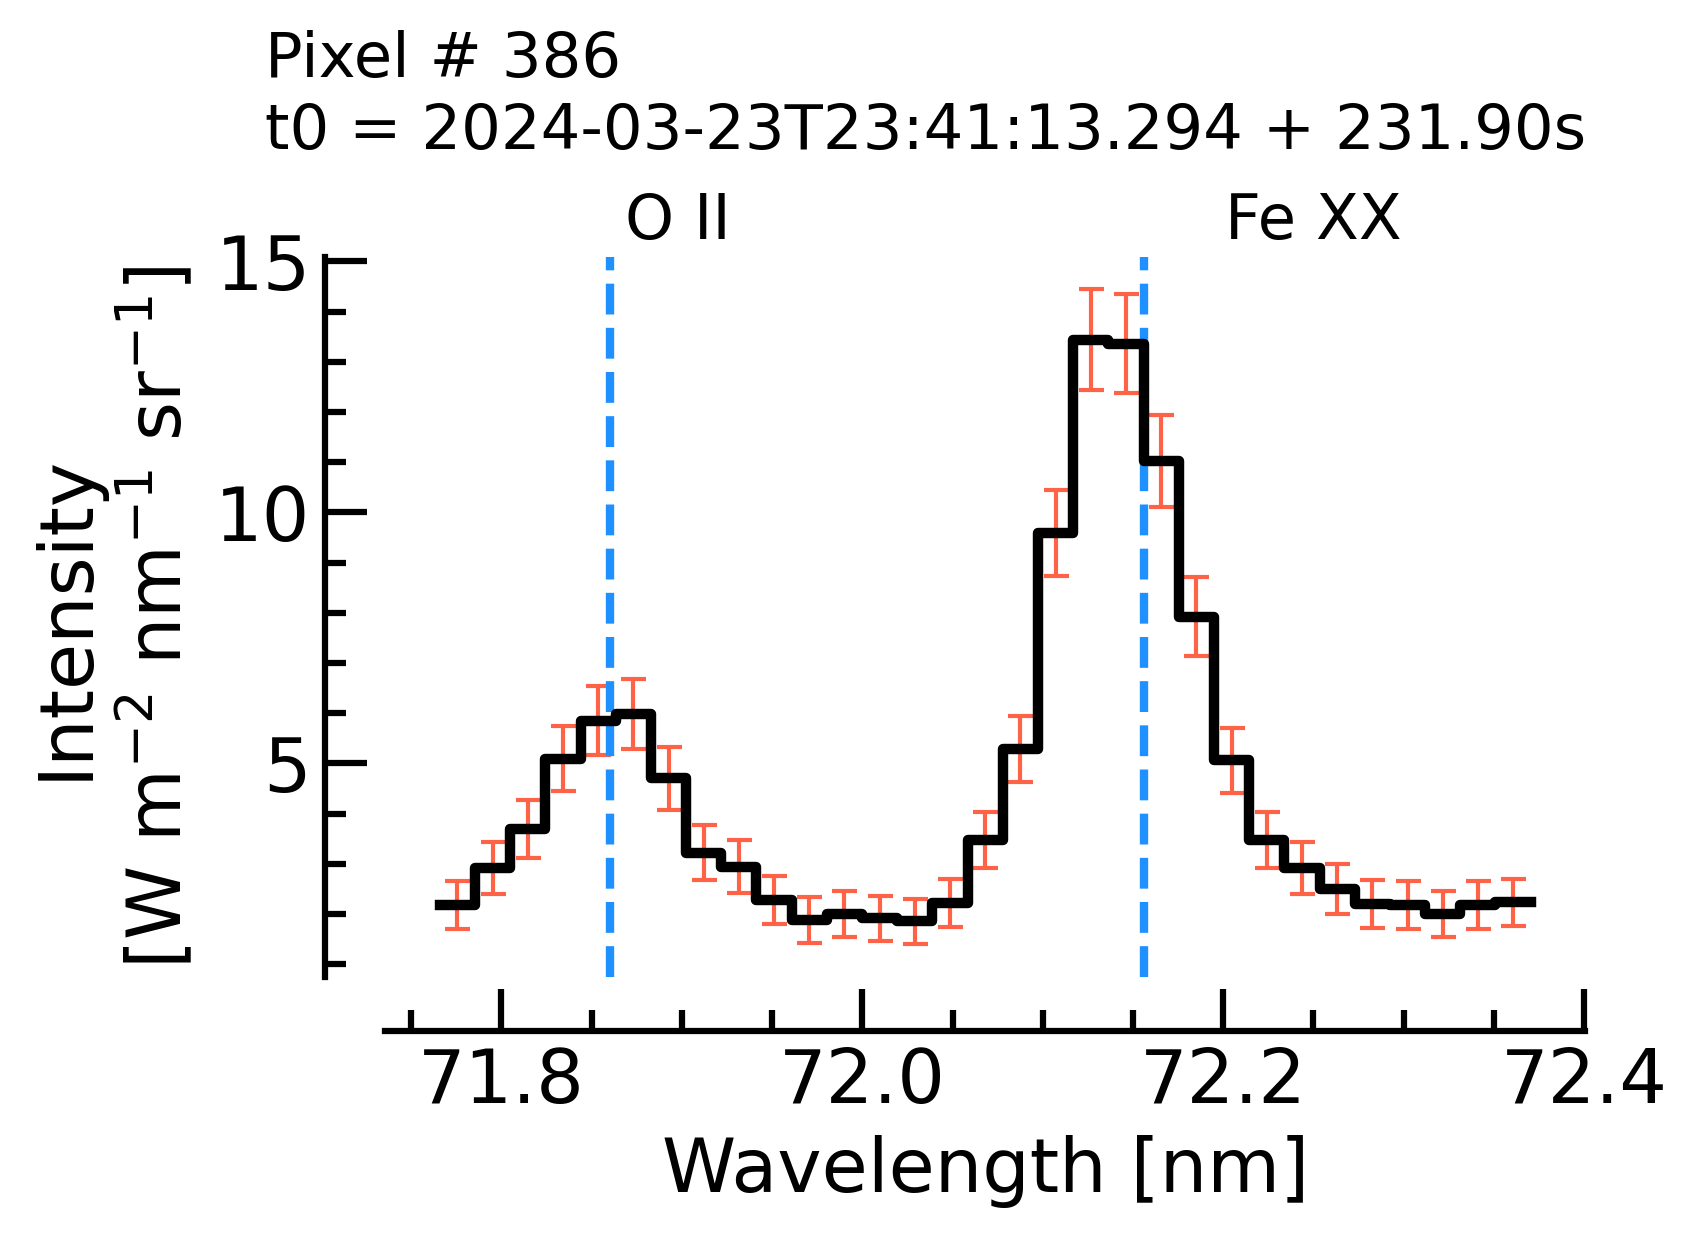 Pixel # 386
t0 = 2024-03-23T23:41:13.294 + 231.90s
O II
Fe XX
Intensity
[W m⁻² nm⁻¹ sr⁻¹]
15
10
5
71.8 72.0 72.2 72.4
Wavelength [nm]